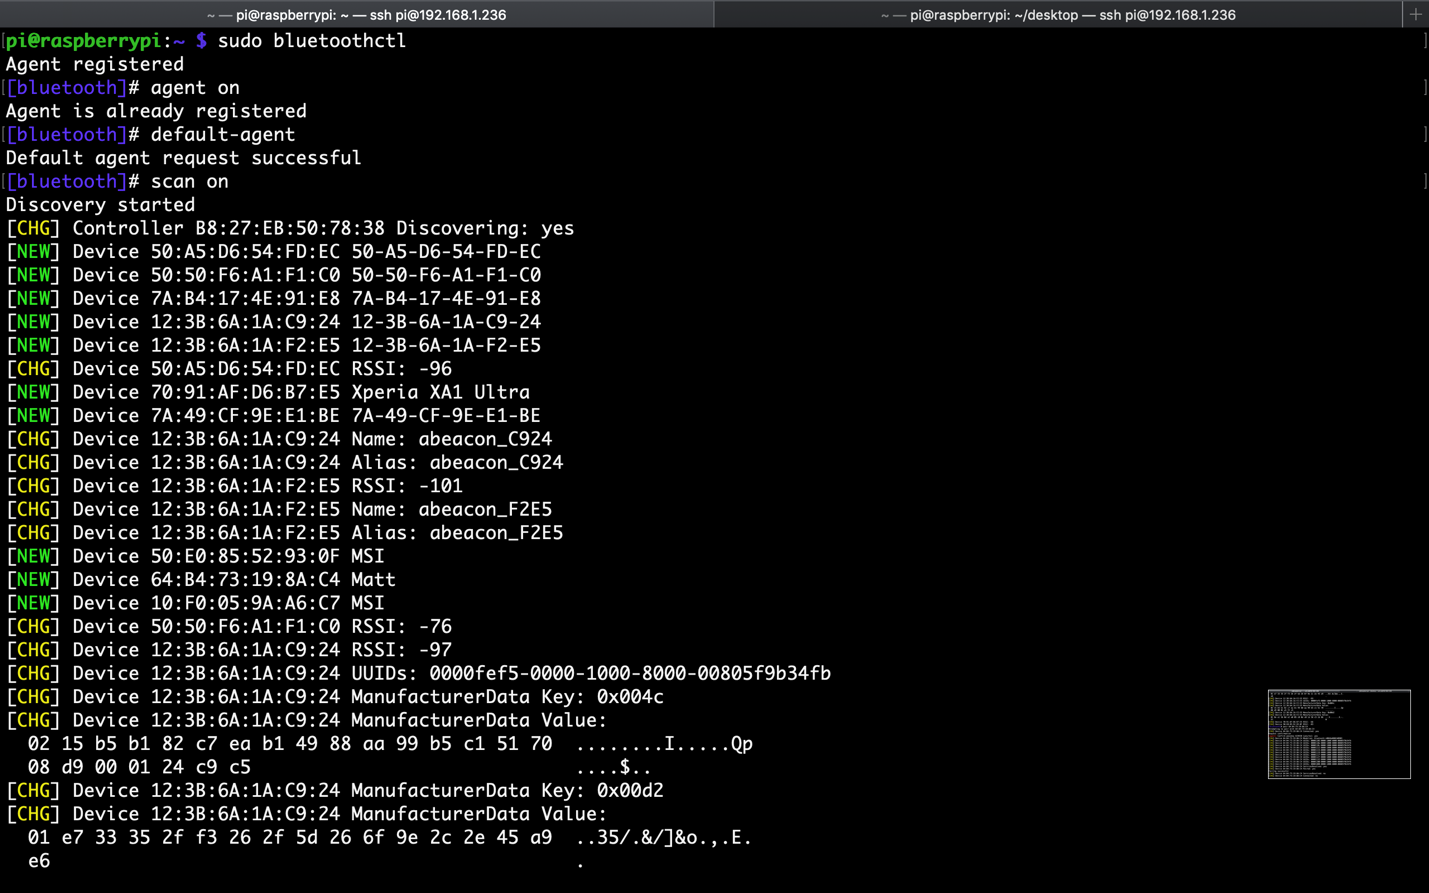 ~ — pi@raspberrypi: ~ — ssh pi@192.168.1.236
~ — pi@raspberrypi: ~/desktop — ssh pi@192.168.1.236
pi@raspberrypi:~ $ sudo bluetoothctl
Agent registered
[bluetooth]# agent on
Agent is already registered
[bluetooth]# default-agent
Default agent request successful
[bluetooth]# scan on
Discovery started
[CHG] Controller B8:27:EB:50:78:38 Discovering: yes
[NEW] Device 50:A5:D6:54:FD:EC 50-A5-D6-54-FD-EC
[NEW] Device 50:50:F6:A1:F1:C0 50-50-F6-A1-F1-C0
[NEW] Device 7A:B4:17:4E:91:E8 7A-B4-17-4E-91-E8
[NEW] Device 12:3B:6A:1A:C9:24 12-3B-6A-1A-C9-24
[NEW] Device 12:3B:6A:1A:F2:E5 12-3B-6A-1A-F2-E5
[CHG] Device 50:A5:D6:54:FD:EC RSSI: -96
[NEW] Device 70:91:AF:D6:B7:E5 Xperia XA1 Ultra
[NEW] Device 7A:49:CF:9E:E1:BE 7A-49-CF-9E-E1-BE
[CHG] Device 12:3B:6A:1A:C9:24 Name: abeacon_C924
[CHG] Device 12:3B:6A:1A:C9:24 Alias: abeacon_C924
[CHG] Device 12:3B:6A:1A:F2:E5 RSSI: -101
[CHG] Device 12:3B:6A:1A:F2:E5 Name: abeacon_F2E5
[CHG] Device 12:3B:6A:1A:F2:E5 Alias: abeacon_F2E5
[NEW] Device 50:E0:85:52:93:0F MSI
[NEW] Device 64:B4:73:19:8A:C4 Matt
[NEW] Device 10:F0:05:9A:A6:C7 MSI
[CHG] Device 50:50:F6:A1:F1:C0 RSSI: -76
[CHG] Device 12:3B:6A:1A:C9:24 RSSI: -97
[CHG] Device 12:3B:6A:1A:C9:24 UUIDs: 0000fef5-0000-1000-8000-00805f9b34fb
[CHG] Device 12:3B:6A:1A:C9:24 ManufacturerData Key: 0x004c
[CHG] Device 12:3B:6A:1A:C9:24 ManufacturerData Value:
02 15 b5 b1 82 c7 ea b1 49 88 aa 99 b5 c1 51 70 ........I.....Qp
08 d9 00 01 24 c9 c5 ....$..
[CHG] Device 12:3B:6A:1A:C9:24 ManufacturerData Key: 0x00d2
[CHG] Device 12:3B:6A:1A:C9:24 ManufacturerData Value:
01 e7 33 35 2f f3 26 2f 5d 26 6f 9e 2c 2e 45 a9 ..35/.&/]&o.,.E.
e6 .